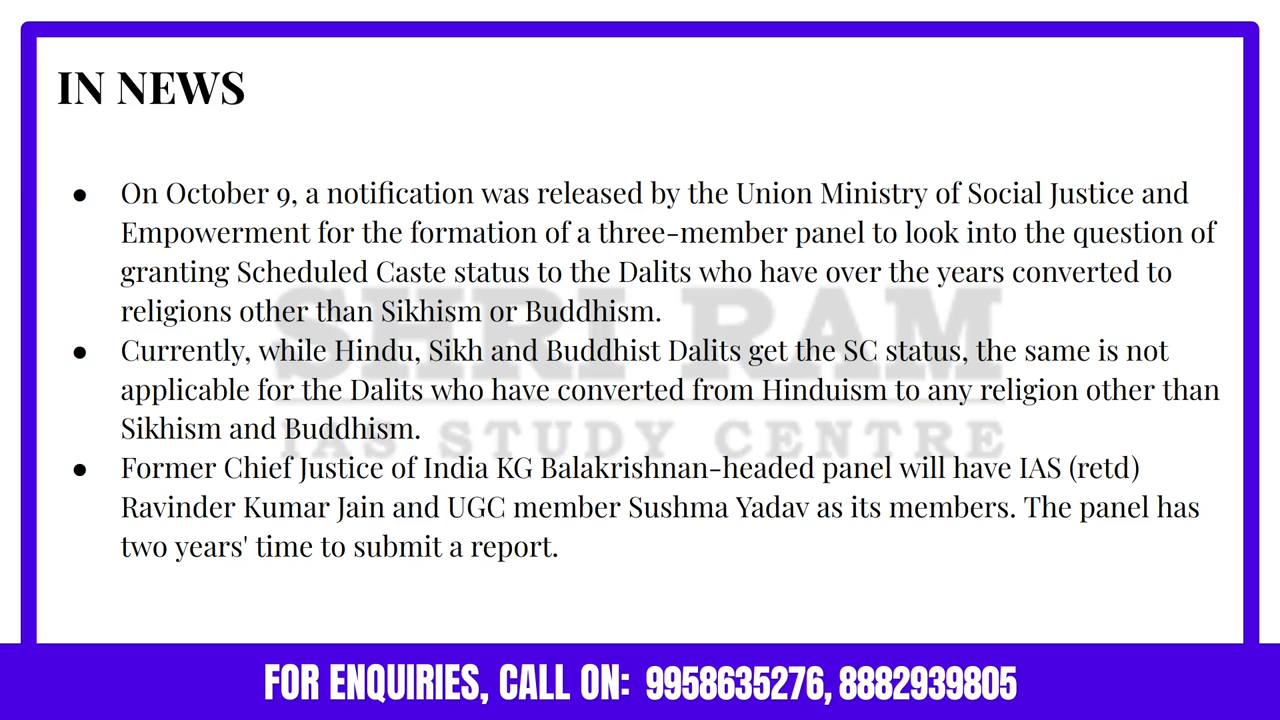 IN NEWS
● On October 9, a notification was released by the Union Ministry of Social Justice and
Empowerment for the formation of a three-member panel to look into the question of
granting Scheduled Caste status to the Dalits who have over the years converted to
religions other than Sikhism or Buddhism.
● Currently, while Hindu, Sikh and Buddhist Dalits get the SC status, the same is not
applicable for the Dalits who have converted from Hinduism to any religion other than
Sikhism and Buddhism.
● Former Chief Justice of India KG Balakrishnan-headed panel will have IAS (retd)
Ravinder Kumar Jain and UGC member Sushma Yadav as its members. The panel has
two years' time to submit a report.
SHRI RAM
IAS STUDY CENTRE
FOR ENQUIRIES, CALL ON: 9958635276, 8882939805